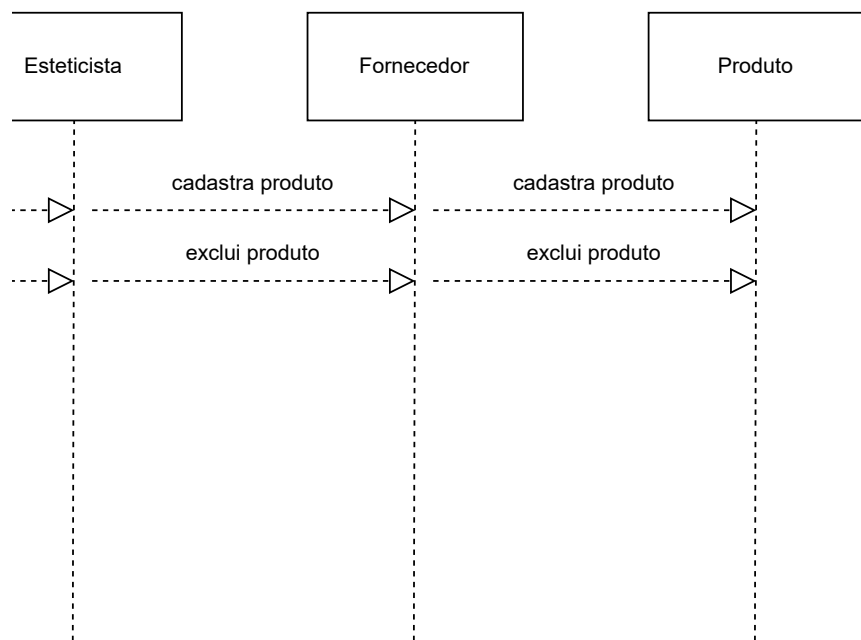 Esteticista
Fornecedor
Produto
cadastra produto
cadastra produto
exclui produto
exclui produto